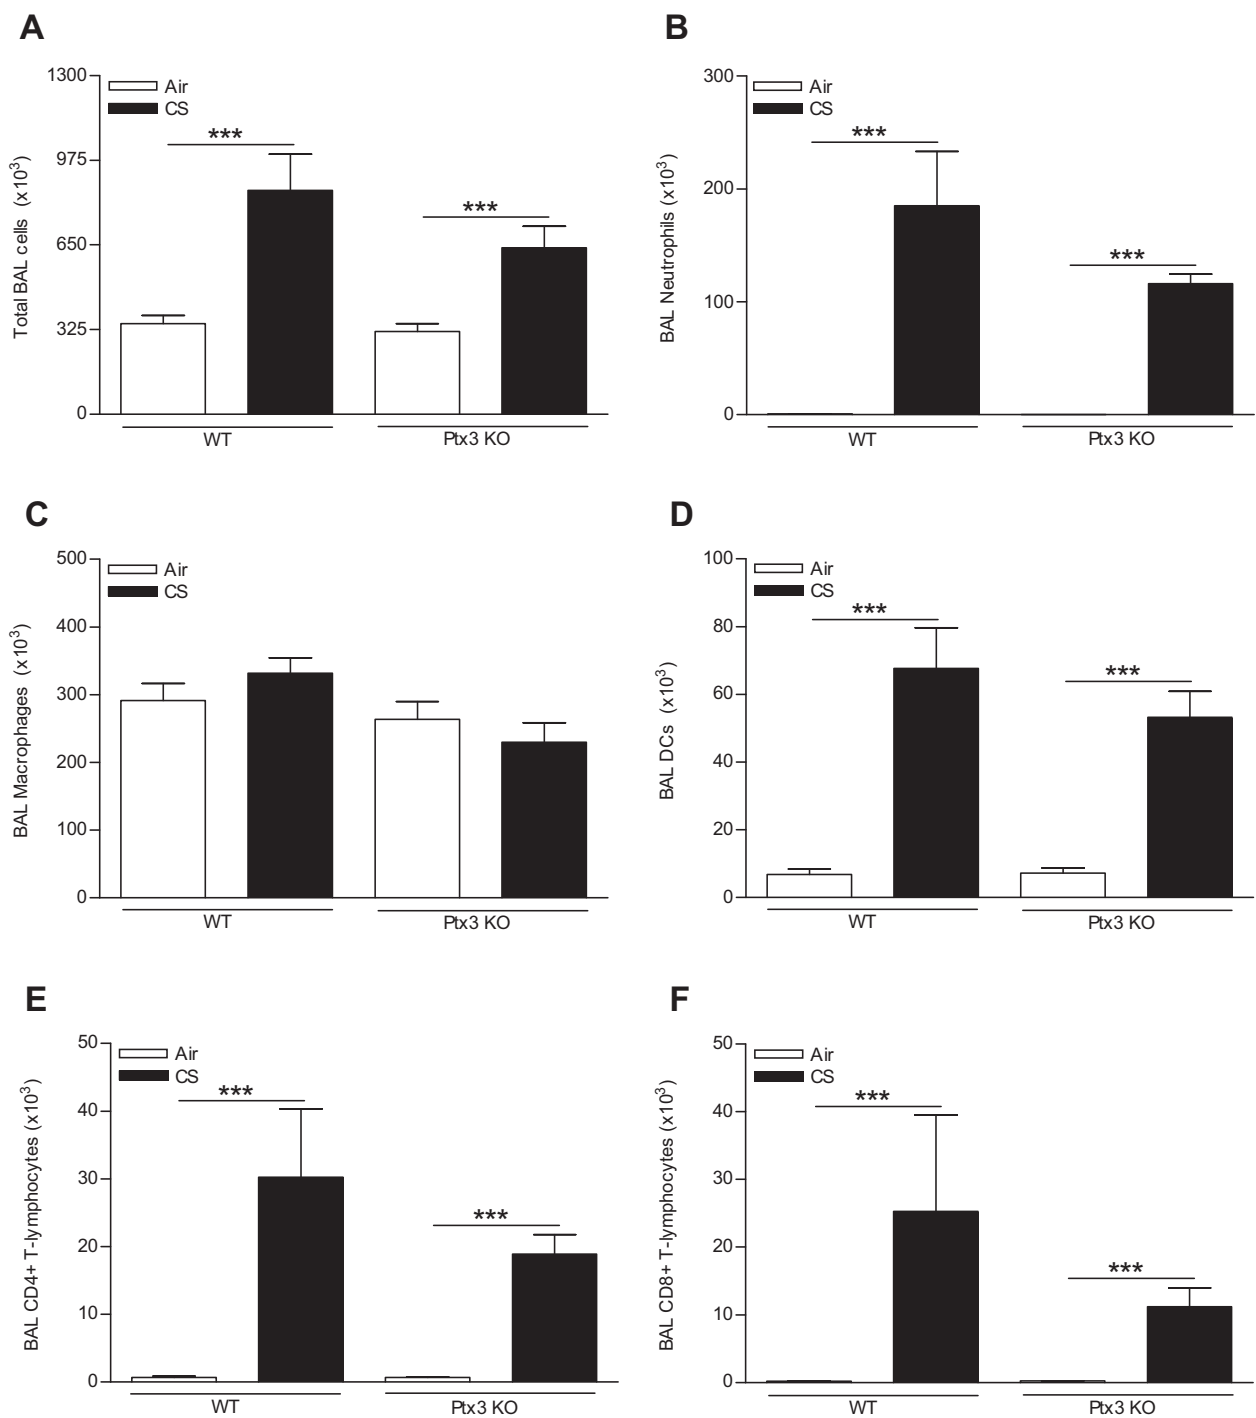 A
1300
975
650
325
0
Total BAL cells (x10³)
Air
CS
***
***
WT
Ptx3 KO
B
300
200
100
0
BAL Neutrophils (x10³)
Air
CS
***
***
WT
Ptx3 KO
C
500
400
300
200
100
0
BAL Macrophages (x10³)
Air
CS
WT
Ptx3 KO
D
100
80
60
40
20
0
BAL DCs (x10³)
Air
CS
***
***
WT
Ptx3 KO
E
50
40
30
20
10
0
BAL CD4+ T-lymphocytes (x10³)
Air
CS
***
***
WT
Ptx3 KO
F
50
40
30
20
10
0
BAL CD8+ T-lymphocytes (x10³)
Air
CS
***
***
WT
Ptx3 KO